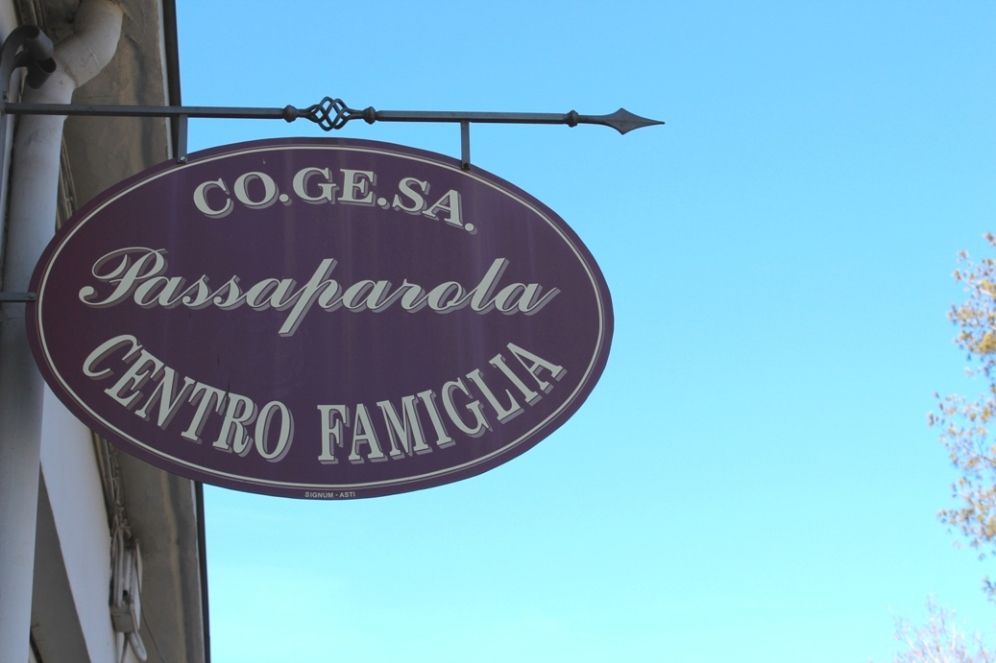 CO.GE.SA.
Passaparola
CENTRO FAMIGLIA
SIGNUM - ASTI